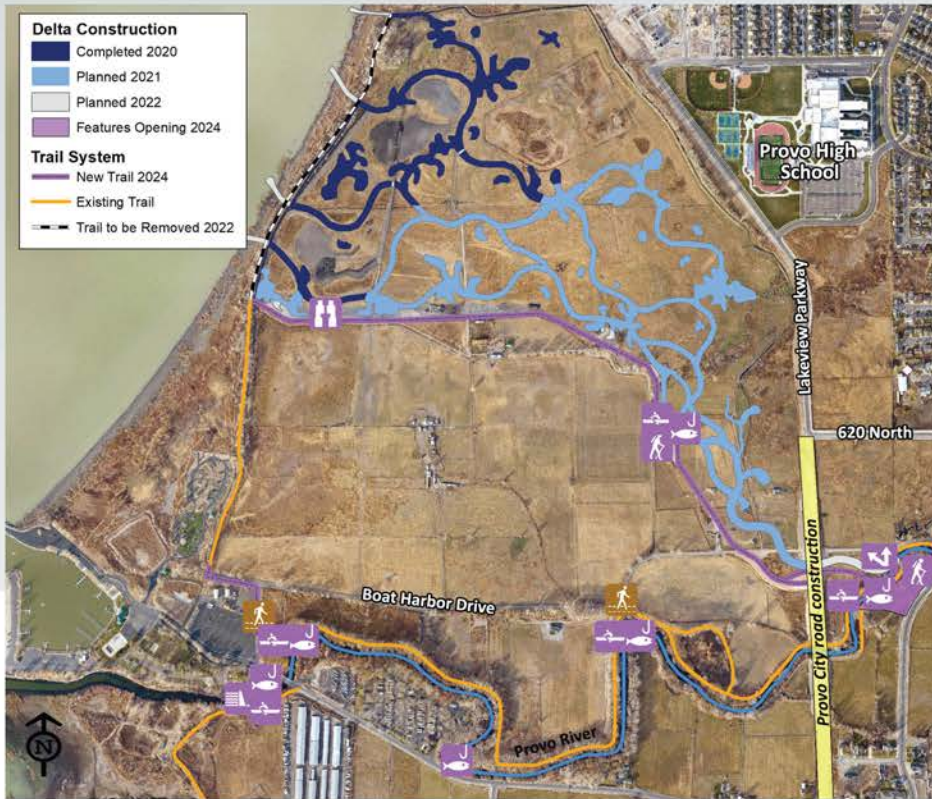 Delta Construction
Completed 2020
Planned 2021
Planned 2022
Features Opening 2024
Trail System
New Trail 2024
Existing Trail
Trail to be Removed 2022
Provo High
School
Lakeview Parkway
620 North
Provo City road construction
Boat Harbor Drive
Provo River
N